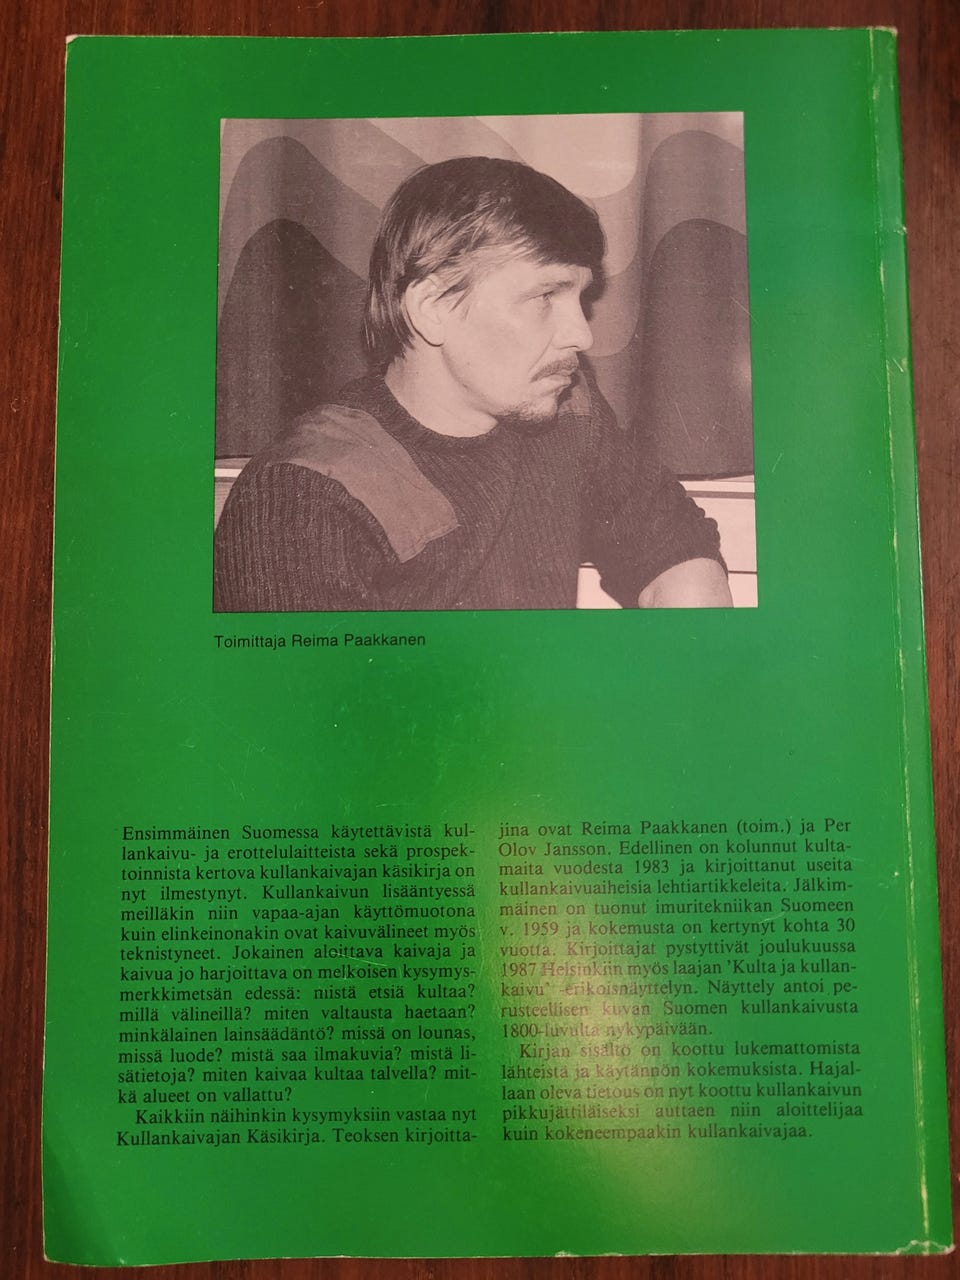 Toimittaja Reima Paakkanen
Ensimmäinen Suomessa käytettävistä kul-
lankaivu- ja erottelulaitteista sekä prospek-
toinnista kertova kullankaivajan käsikirja on
nyt ilmestynyt. Kullankaivun lisääntyessä
meilläkin niin vapaa-ajan käyttömuotona
kuin elinkeinonakin ovat kaivuvälineet myös
teknistyneet. Jokainen aloittava kaivaja ja
kaivua jo harjoittava on melkoisen kysymys-
merkkimetsän edessä: mistä etsiä kultaa?
millä välineillä? miten valtausta haetaan?
minkälainen lainsäädäntö? missä on lounas,
missä luode? mistä saa ilmakuvia? mistä li-
sätietoja? miten kaivaa kultaa talvella? mit-
kä alueet on vallattu?
Kaikkiin näihinkin kysymyksiin vastaa nyt
Kullankaivajan Käsikirja. Teoksen kirjoitta-
jina ovat Reima Paakkanen (toim.) ja Per
Olov Jansson. Edellinen on kolunnut kulta-
maita vuodesta 1983 ja kirjoittanut useita
kullankaivuaiheisia lehtiartikkeleita. Jälkim-
mäinen on tuonut imuritekniikan Suomeen
v. 1959 ja kokemusta on kertynyt kohta 30
vuotta. Kirjoittajat pystyttivät joulukuussa
1987 Helsinkiin myös laajan 'Kulta ja kullan-
kaivu' -erikoisnäyttelyn. Näyttely antoi pe-
rusteellisen kuvan Suomen kullankaivusta
1800-luvulta nykypäivään.
Kirjan sisältö on koottu lukemattomista
lähteistä ja käytännön kokemuksista. Hajal-
laan oleva tietous on nyt koottu kullankaivun
pikkujättiläiseksi auttaen niin aloittelijaa
kuin kokeneempaakin kullankaivajaa.